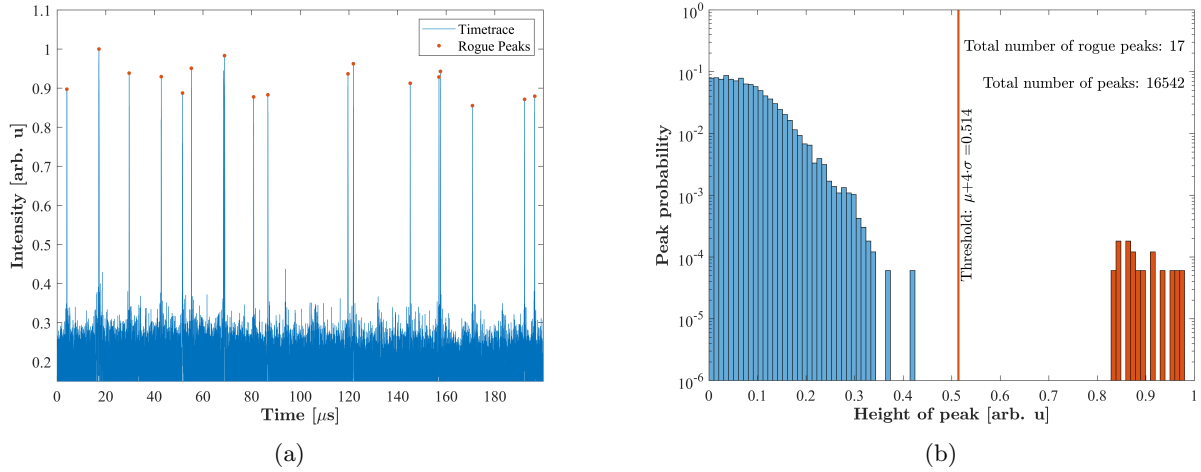 Timetrace
Rogue Peaks
Intensity [arb. u]
1
0.9
0.8
0.7
0.6
0.5
0.4
0.3
0.2
0 20 40 60 80 100 120 140 160 180
Time [μs]
(a)
Total number of rogue peaks: 17
Total number of peaks: 16542
Threshold: μ+4·σ =0.514
Peak probability
10^0
10^-1
10^-2
10^-3
10^-4
10^-5
10^-6
0 0.1 0.2 0.3 0.4 0.5 0.6 0.7 0.8 0.9 1
Height of peak [arb. u]
(b)